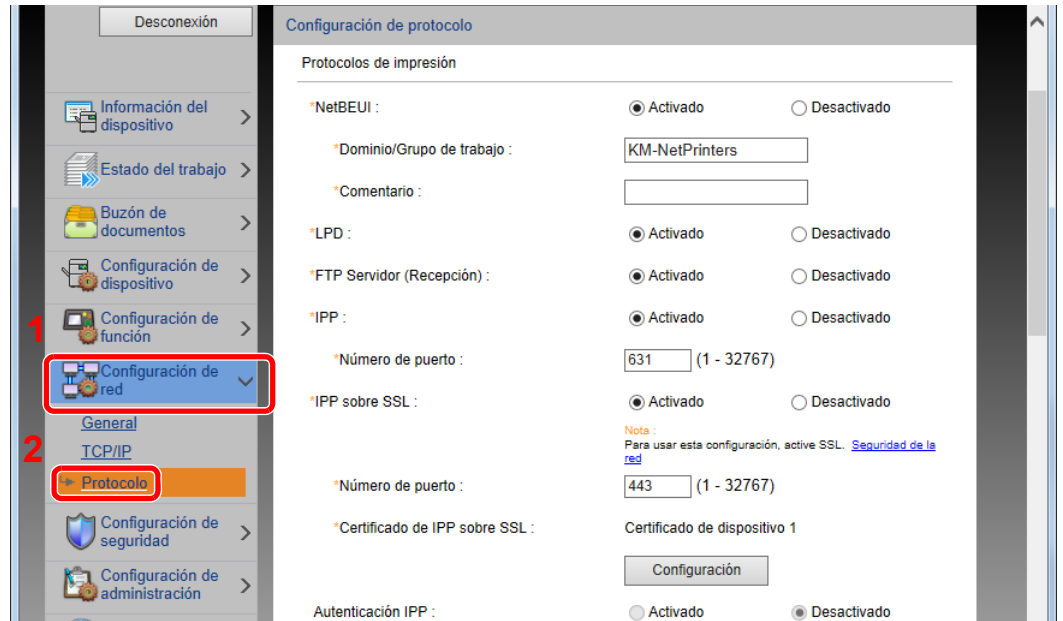 Desconexión
Información del
dispositivo
Estado del trabajo
Buzón de
documentos
Configuración de
dispositivo
1
Configuración de
función
Configuración de
red
General
2
TCP/IP
Protocolo
Configuración de
seguridad
Configuración de
administración
Configuración de protocolo
Protocolos de impresión
*NetBEUI : Activado Desactivado
*Dominio/Grupo de trabajo : KM-NetPrinters
*Comentario :
*LPD : Activado Desactivado
*FTP Servidor (Recepción) : Activado Desactivado
*IPP : Activado Desactivado
*Número de puerto : 631 (1 - 32767)
*IPP sobre SSL : Activado Desactivado
Nota :
Para usar esta configuración, active SSL. Seguridad de la
red
*Número de puerto : 443 (1 - 32767)
*Certificado de IPP sobre SSL : Certificado de dispositivo 1
Configuración
Autenticación IPP : Activado Desactivado